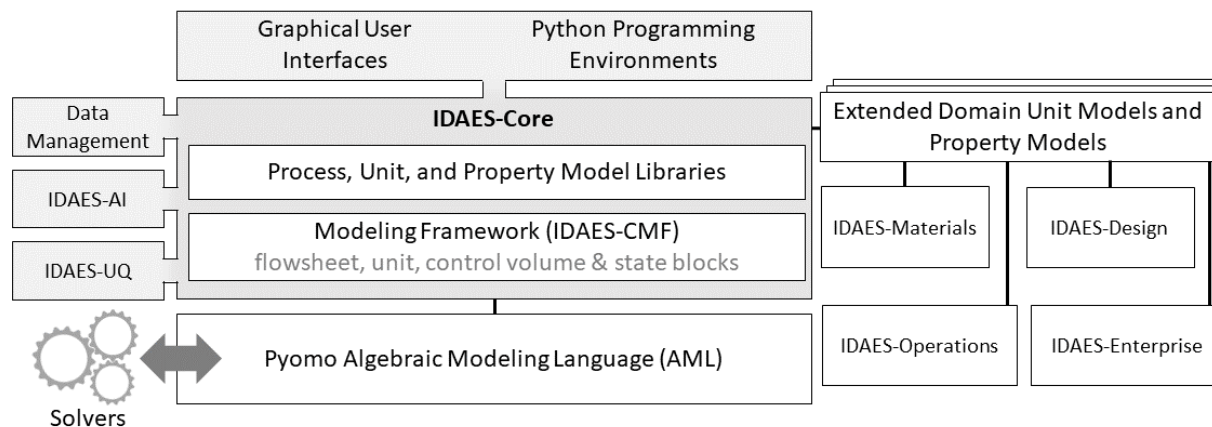 Graphical User
Interfaces
Python Programming
Environments
Data
Management
IDAES-Core
Extended Domain Unit Models and
Property Models
Process, Unit, and Property Model Libraries
IDAES-AI
IDAES-Materials
IDAES-Design
Modeling Framework (IDAES-CMF)
flowsheet, unit, control volume & state blocks
IDAES-UQ
Pyomo Algebraic Modeling Language (AML)
IDAES-Operations
IDAES-Enterprise
Solvers